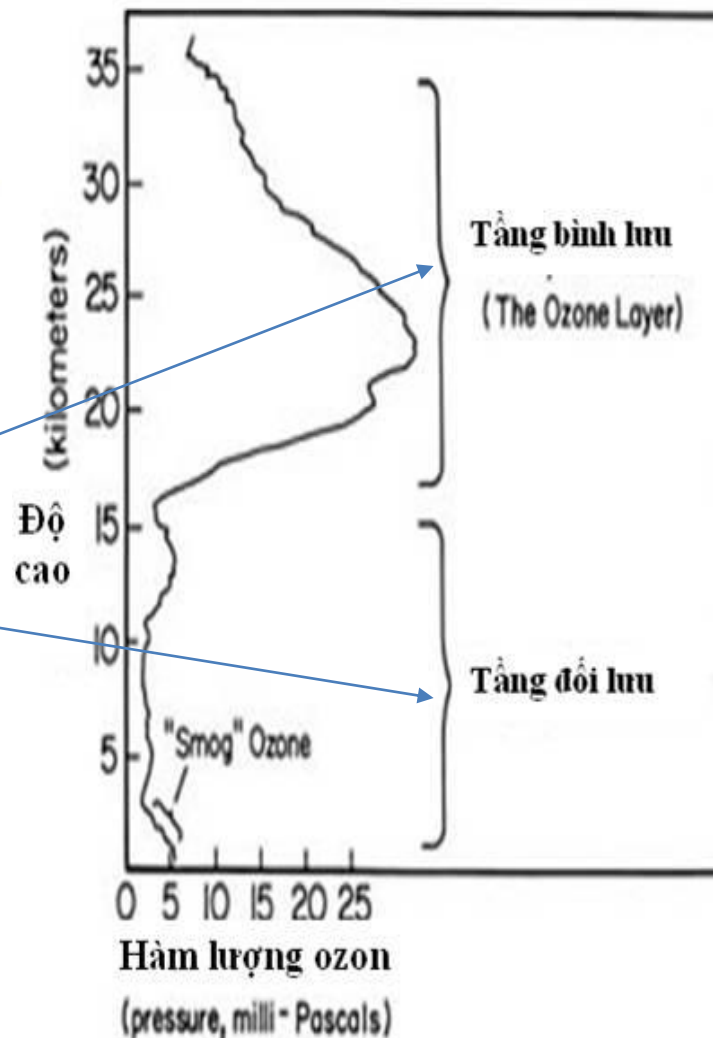 35
30
25
20
15
10
5
(kilometers)
Độ
cao
Tầng bình lưu
(The Ozone Layer)
Tầng đối lưu
"Smog" Ozone
0 5 10 15 20 25
Hàm lượng ozon
(pressure, milli-Pascals)